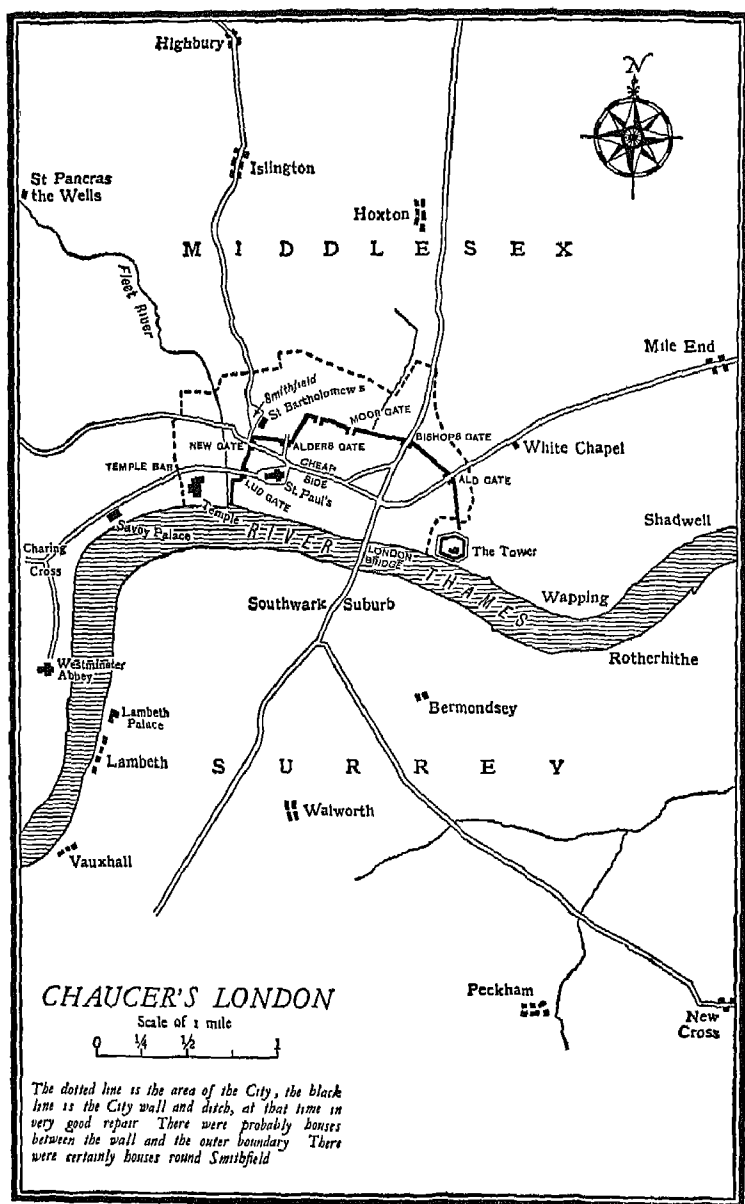 Highbury
N
Islington
St Pancras
the Wells
Hoxton
MIDDLESEX
Fleet River
Mile End
Smithfield
St Bartholomew's
MOOR GATE
NEW GATE
ALDERS GATE
BISHOPS GATE
White Chapel
CHEAP
SIDE
TEMPLE BAR
LUD GATE
St. Paul's
ALD GATE
Temple
Savoy Palace
RIVER
THAMES
LONDON
BRIDGE
The Tower
Shadwell
Charing
Cross
Wapping
Southwark Suburb
Rotherhithe
Westminster
Abbey
Bermondsey
Lambeth
Palace
Lambeth
SURREY
Walworth
Vauxhall
Peckham
New
Cross
CHAUCER'S LONDON
Scale of 1 mile
0 ¼ ½ 1
The dotted line is the area of the City, the black
line is the City wall and ditch, at that time in
very good repair There were probably houses
between the wall and the outer boundary There
were certainly houses round Smithfield